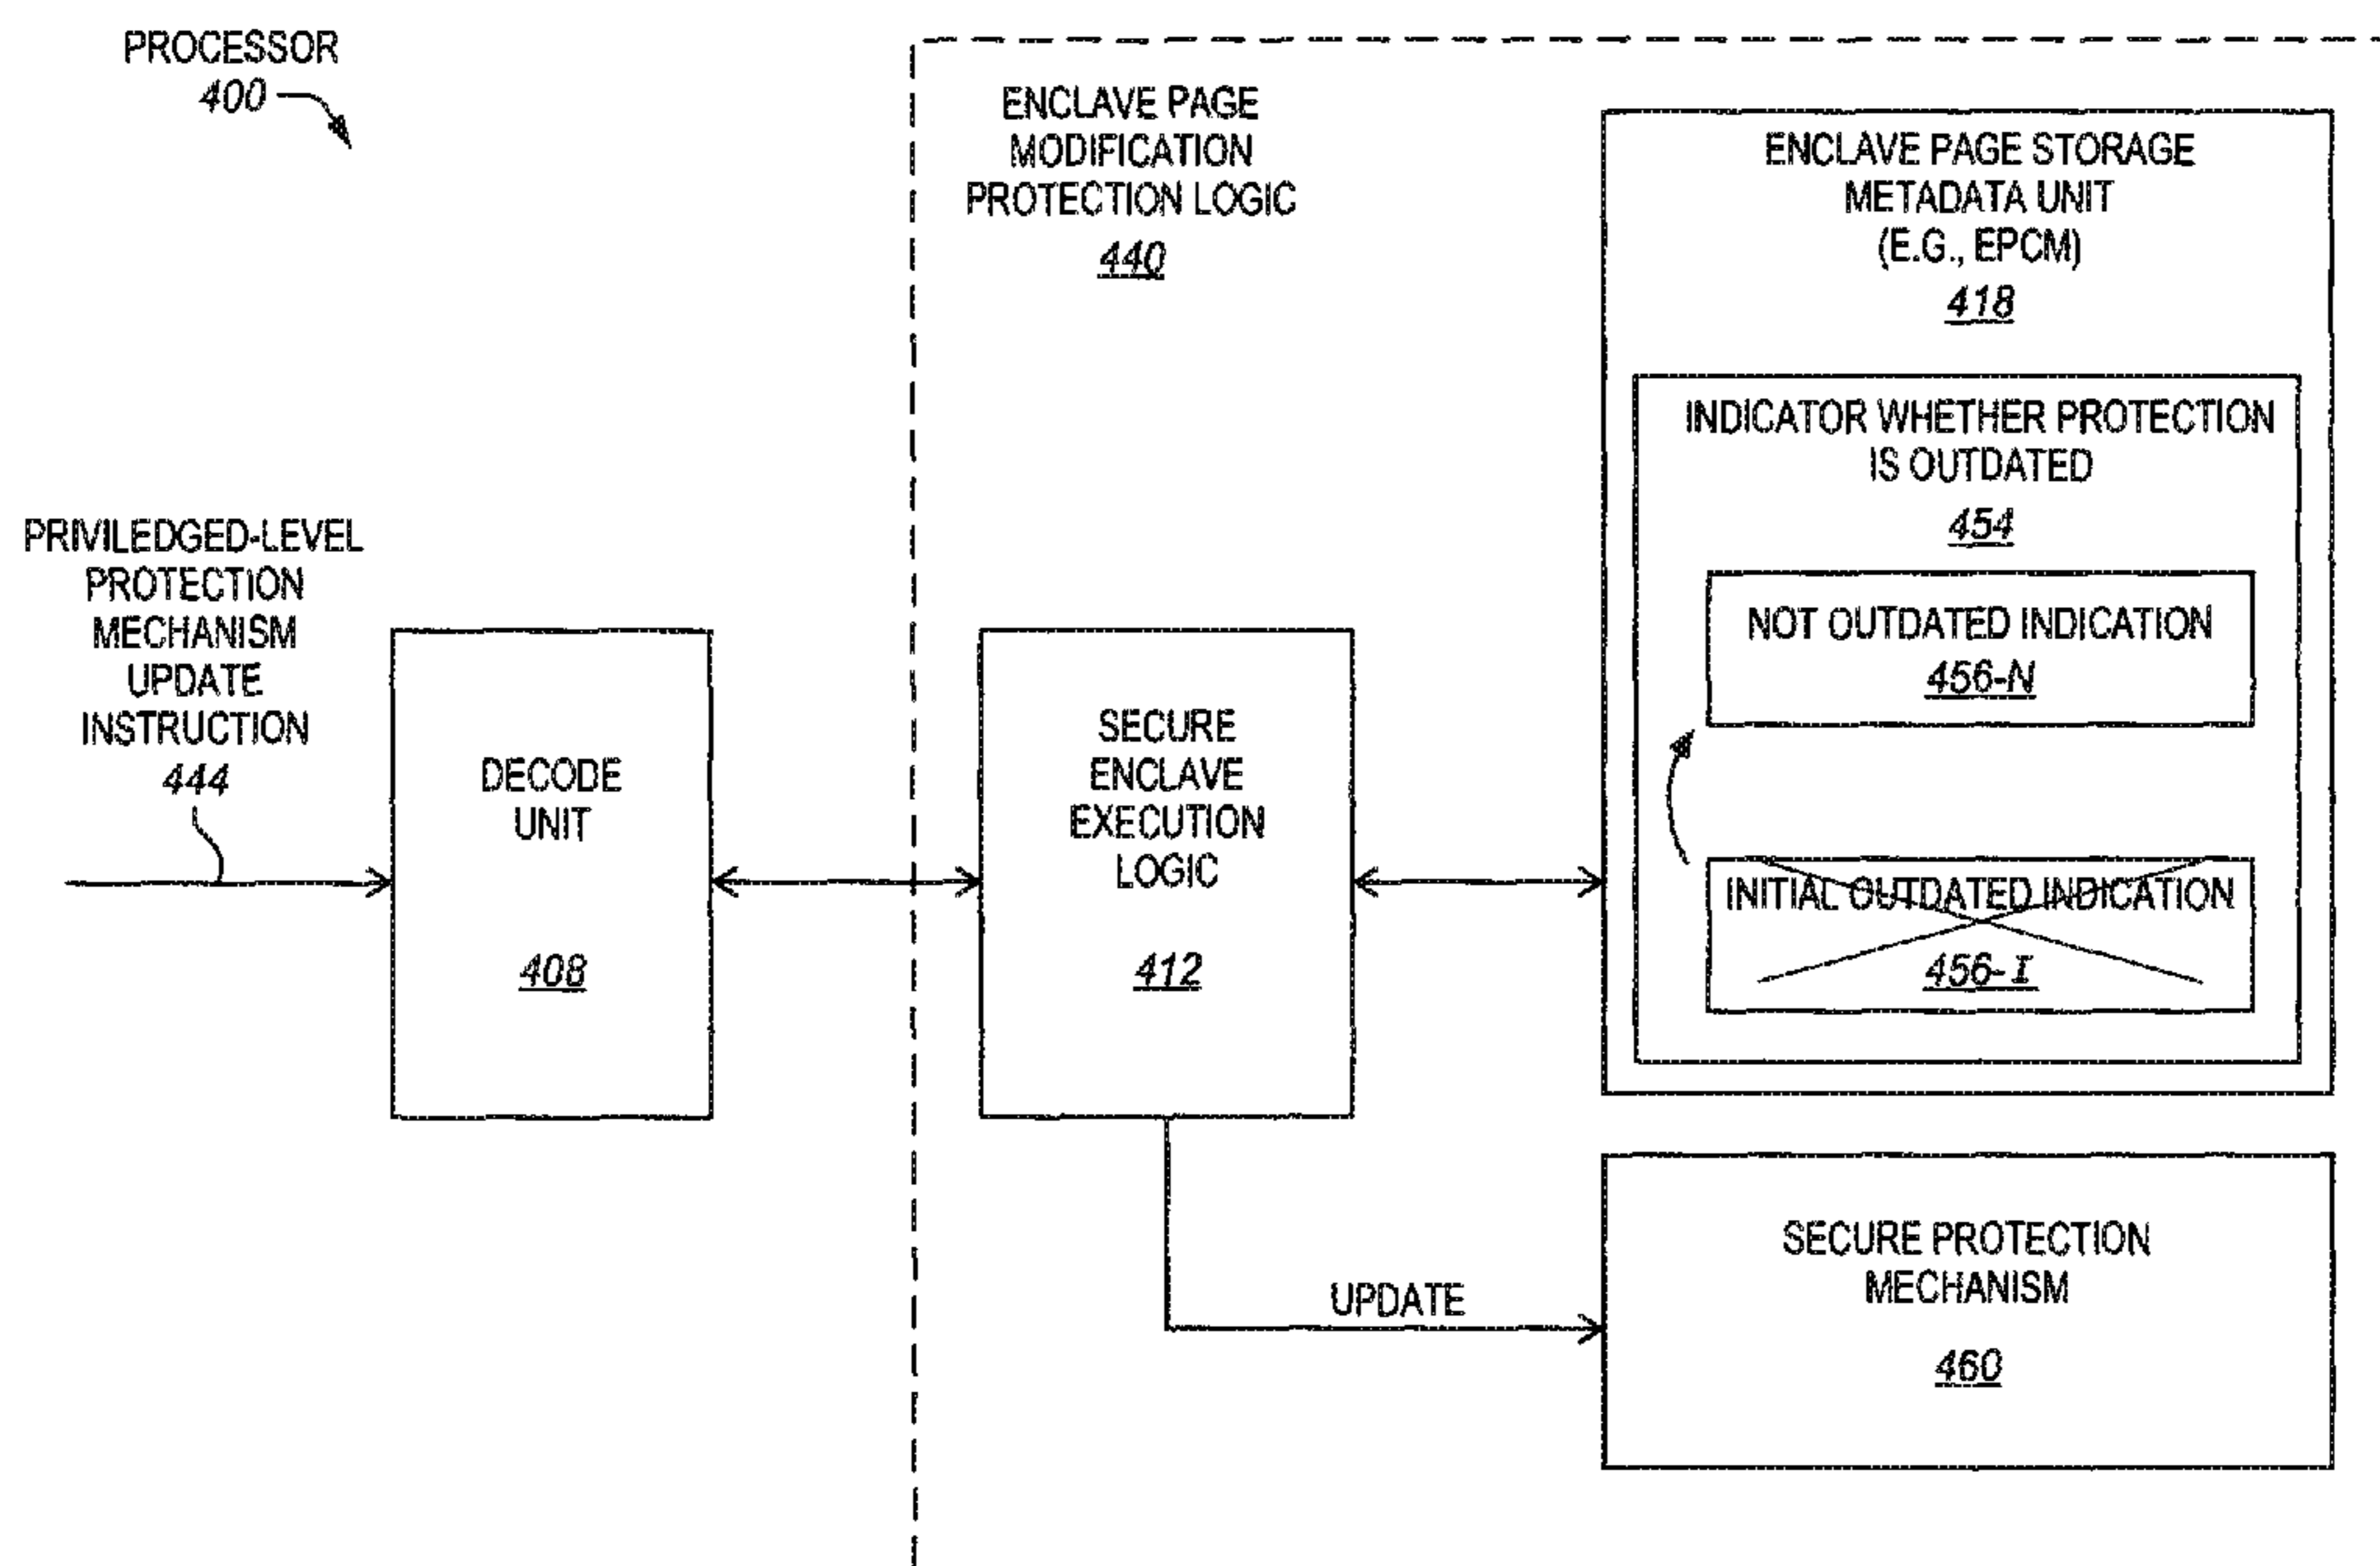 PROCESSOR
400
ENCLAVE PAGE
MODIFICATION
PROTECTION LOGIC
440
ENCLAVE PAGE STORAGE
METADATA UNIT
(E.G., EPCM)
418
INDICATOR WHETHER PROTECTION
IS OUTDATED
454
NOT OUTDATED INDICATION
456-N
INITIAL OUTDATED INDICATION
456-I
PRIVILEDGED-LEVEL
PROTECTION
MECHANISM
UPDATE
INSTRUCTION
444
DECODE
UNIT
408
SECURE
ENCLAVE
EXECUTION
LOGIC
412
UPDATE
SECURE PROTECTION
MECHANISM
460